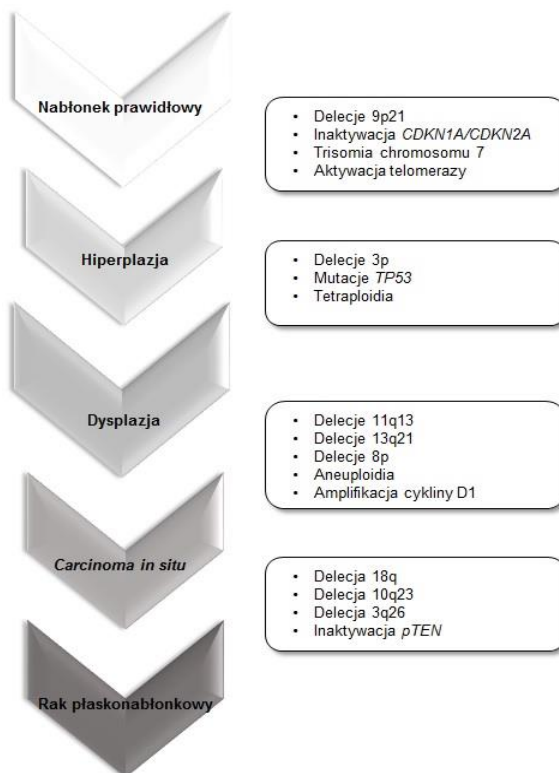 Nabłonek prawidłowy
• Delecje 9p21
• Inaktywacja CDKN1A/CDKN2A
• Trisomia chromosomu 7
• Aktywacja telomerazy
Hiperplazja
• Delecje 3p
• Mutacje TP53
• Tetraploidia
Dysplazja
• Delecje 11q13
• Delecje 13q21
• Delecje 8p
• Aneuploidia
• Amplifikacja cykliny D1
Carcinoma in situ
• Delecja 18q
• Delecja 10q23
• Delecja 3q26
• Inaktywacja pTEN
Rak płaskonabłonkowy